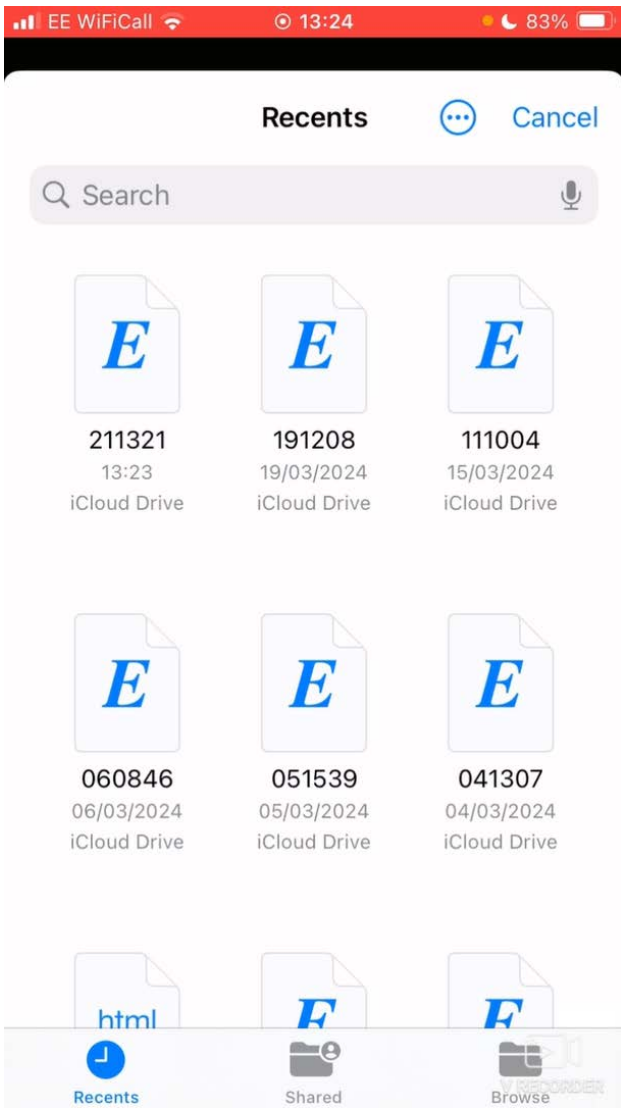 EE WiFiCall 13:24 83%
Recents Cancel
Search
E E E
211321 191208 111004
13:23 19/03/2024 15/03/2024
iCloud Drive iCloud Drive iCloud Drive
E E E
060846 051539 041307
06/03/2024 05/03/2024 04/03/2024
iCloud Drive iCloud Drive iCloud Drive
html E E
Recents Shared Browse
V RECORDER